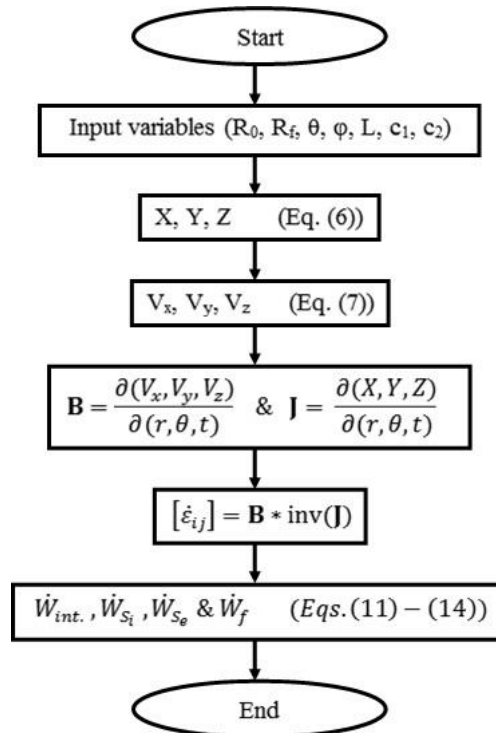 Start
Input variables (R₀, R_f, θ, φ, L, c₁, c₂)
X, Y, Z (Eq. (6))
Vₓ, V_y, V_z (Eq. (7))
B = ∂(Vₓ, V_y, V_z) / ∂(r, θ, t) & J = ∂(X, Y, Z) / ∂(r, θ, t)
[ε̇ᵢⱼ] = B * inv(J)
Ẇ_int. , Ẇ_Sᵢ , Ẇ_Sₑ & Ẇ_f (Eqs. (11) − (14))
End